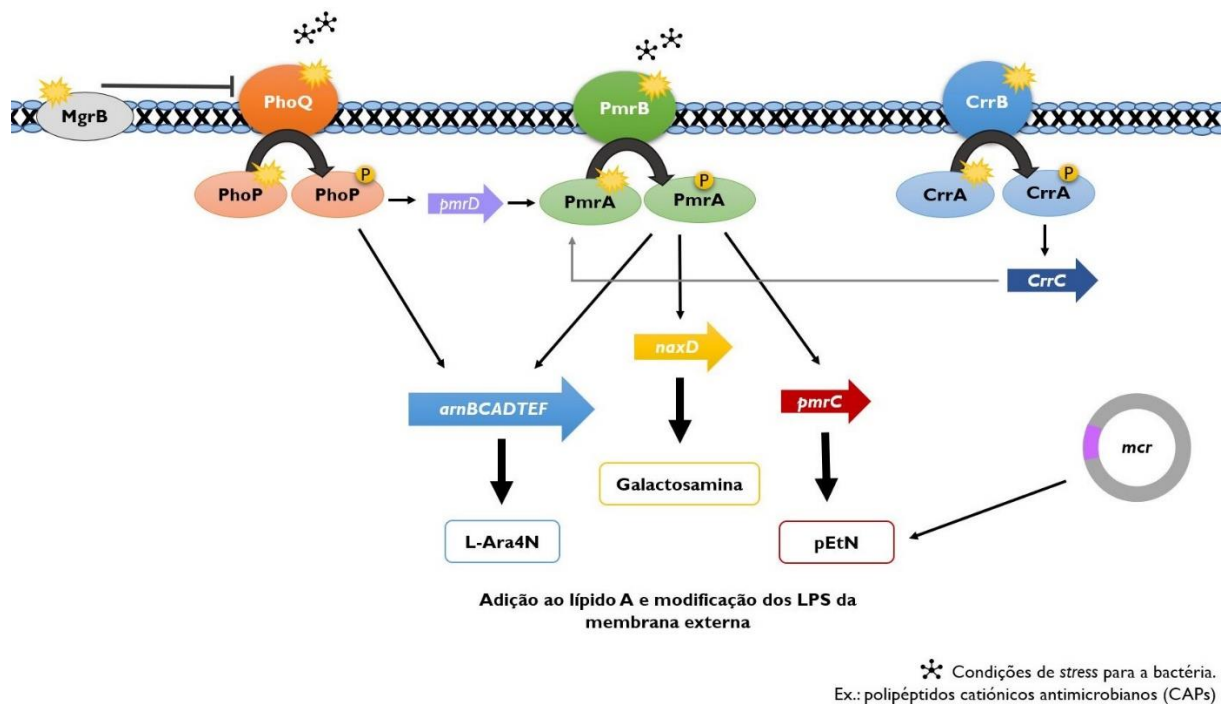 MgrB
PhoQ
PmrB
CrrB
PhoP
PhoP
P
pmrD
PmrA
PmrA
P
CrrA
CrrA
P
CrrC
naxD
arnBCADTEF
pmrC
mcr
Galactosamina
L-Ara4N
pEtN
Adição ao lípido A e modificação dos LPS da
membrana externa
Condições de stress para a bactéria.
Ex.: polipéptidos catiónicos antimicrobianos (CAPs)